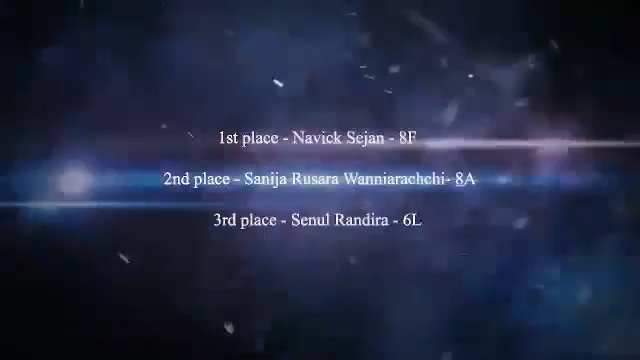 1st place - Navick Sejan - 8F
2nd place - Sanija Rusara Wanniarachchi- 8A
3rd place - Senul Randira - 6L